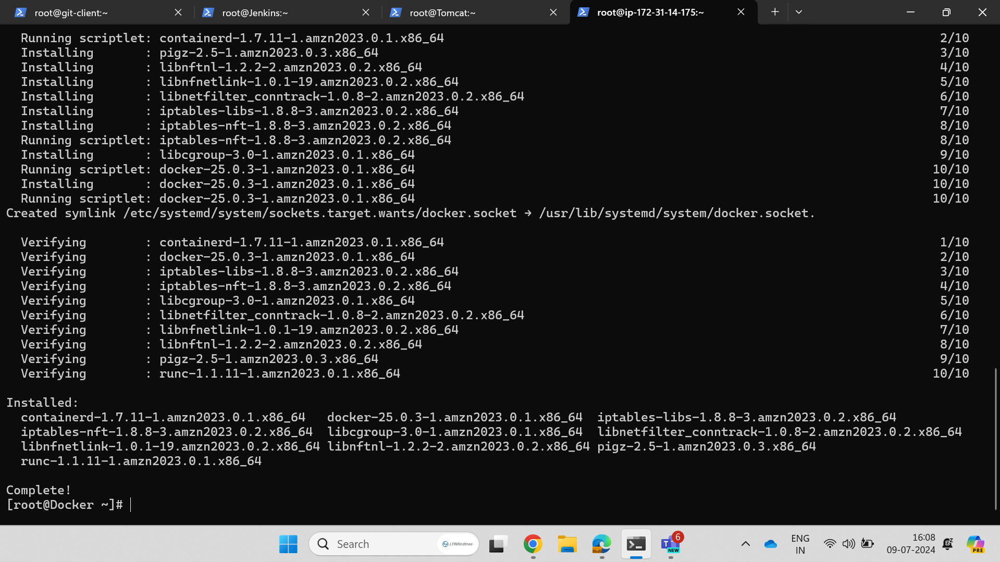 root@git-client:~
root@Jenkins:~
root@Tomcat:~
root@ip-172-31-14-175:~
Running scriptlet: containerd-1.7.11-1.amzn2023.0.1.x86_64 2/10
Installing : pigz-2.5-1.amzn2023.0.3.x86_64 3/10
Installing : libnftnl-1.2.2-2.amzn2023.0.2.x86_64 4/10
Installing : libnfnetlink-1.0.1-19.amzn2023.0.2.x86_64 5/10
Installing : libnetfilter_conntrack-1.0.8-2.amzn2023.0.2.x86_64 6/10
Installing : iptables-libs-1.8.8-3.amzn2023.0.2.x86_64 7/10
Installing : iptables-nft-1.8.8-3.amzn2023.0.2.x86_64 8/10
Running scriptlet: iptables-nft-1.8.8-3.amzn2023.0.2.x86_64 8/10
Installing : libcgroup-3.0-1.amzn2023.0.1.x86_64 9/10
Running scriptlet: docker-25.0.3-1.amzn2023.0.1.x86_64 10/10
Installing : docker-25.0.3-1.amzn2023.0.1.x86_64 10/10
Running scriptlet: docker-25.0.3-1.amzn2023.0.1.x86_64 10/10
Created symlink /etc/systemd/system/sockets.target.wants/docker.socket → /usr/lib/systemd/system/docker.socket.
Verifying : containerd-1.7.11-1.amzn2023.0.1.x86_64 1/10
Verifying : docker-25.0.3-1.amzn2023.0.1.x86_64 2/10
Verifying : iptables-libs-1.8.8-3.amzn2023.0.2.x86_64 3/10
Verifying : iptables-nft-1.8.8-3.amzn2023.0.2.x86_64 4/10
Verifying : libcgroup-3.0-1.amzn2023.0.1.x86_64 5/10
Verifying : libnetfilter_conntrack-1.0.8-2.amzn2023.0.2.x86_64 6/10
Verifying : libnfnetlink-1.0.1-19.amzn2023.0.2.x86_64 7/10
Verifying : libnftnl-1.2.2-2.amzn2023.0.2.x86_64 8/10
Verifying : pigz-2.5-1.amzn2023.0.3.x86_64 9/10
Verifying : runc-1.1.11-1.amzn2023.0.1.x86_64 10/10
Installed:
containerd-1.7.11-1.amzn2023.0.1.x86_64 docker-25.0.3-1.amzn2023.0.1.x86_64 iptables-libs-1.8.8-3.amzn2023.0.2.x86_64
iptables-nft-1.8.8-3.amzn2023.0.2.x86_64 libcgroup-3.0-1.amzn2023.0.1.x86_64 libnetfilter_conntrack-1.0.8-2.amzn2023.0.2.x86_64
libnfnetlink-1.0.1-19.amzn2023.0.2.x86_64 libnftnl-1.2.2-2.amzn2023.0.2.x86_64 pigz-2.5-1.amzn2023.0.3.x86_64
runc-1.1.11-1.amzn2023.0.1.x86_64
Complete!
[root@Docker ~]#
Search
LTIMindtree
6
T
NEW
ENG
IN
16:08
09-07-2024
PRE